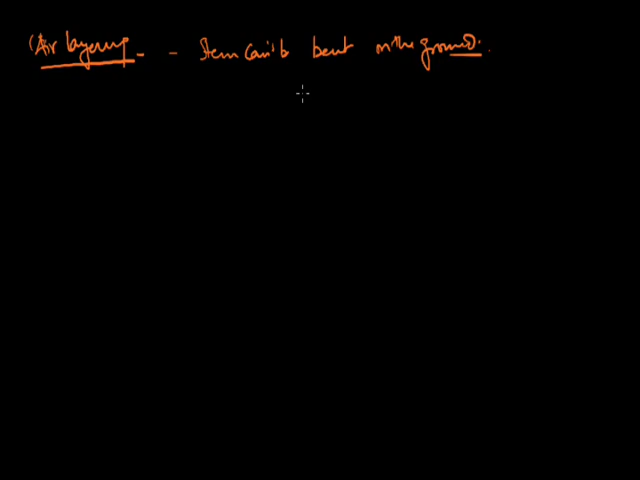 Air layering - - Stem can't bent on the ground.